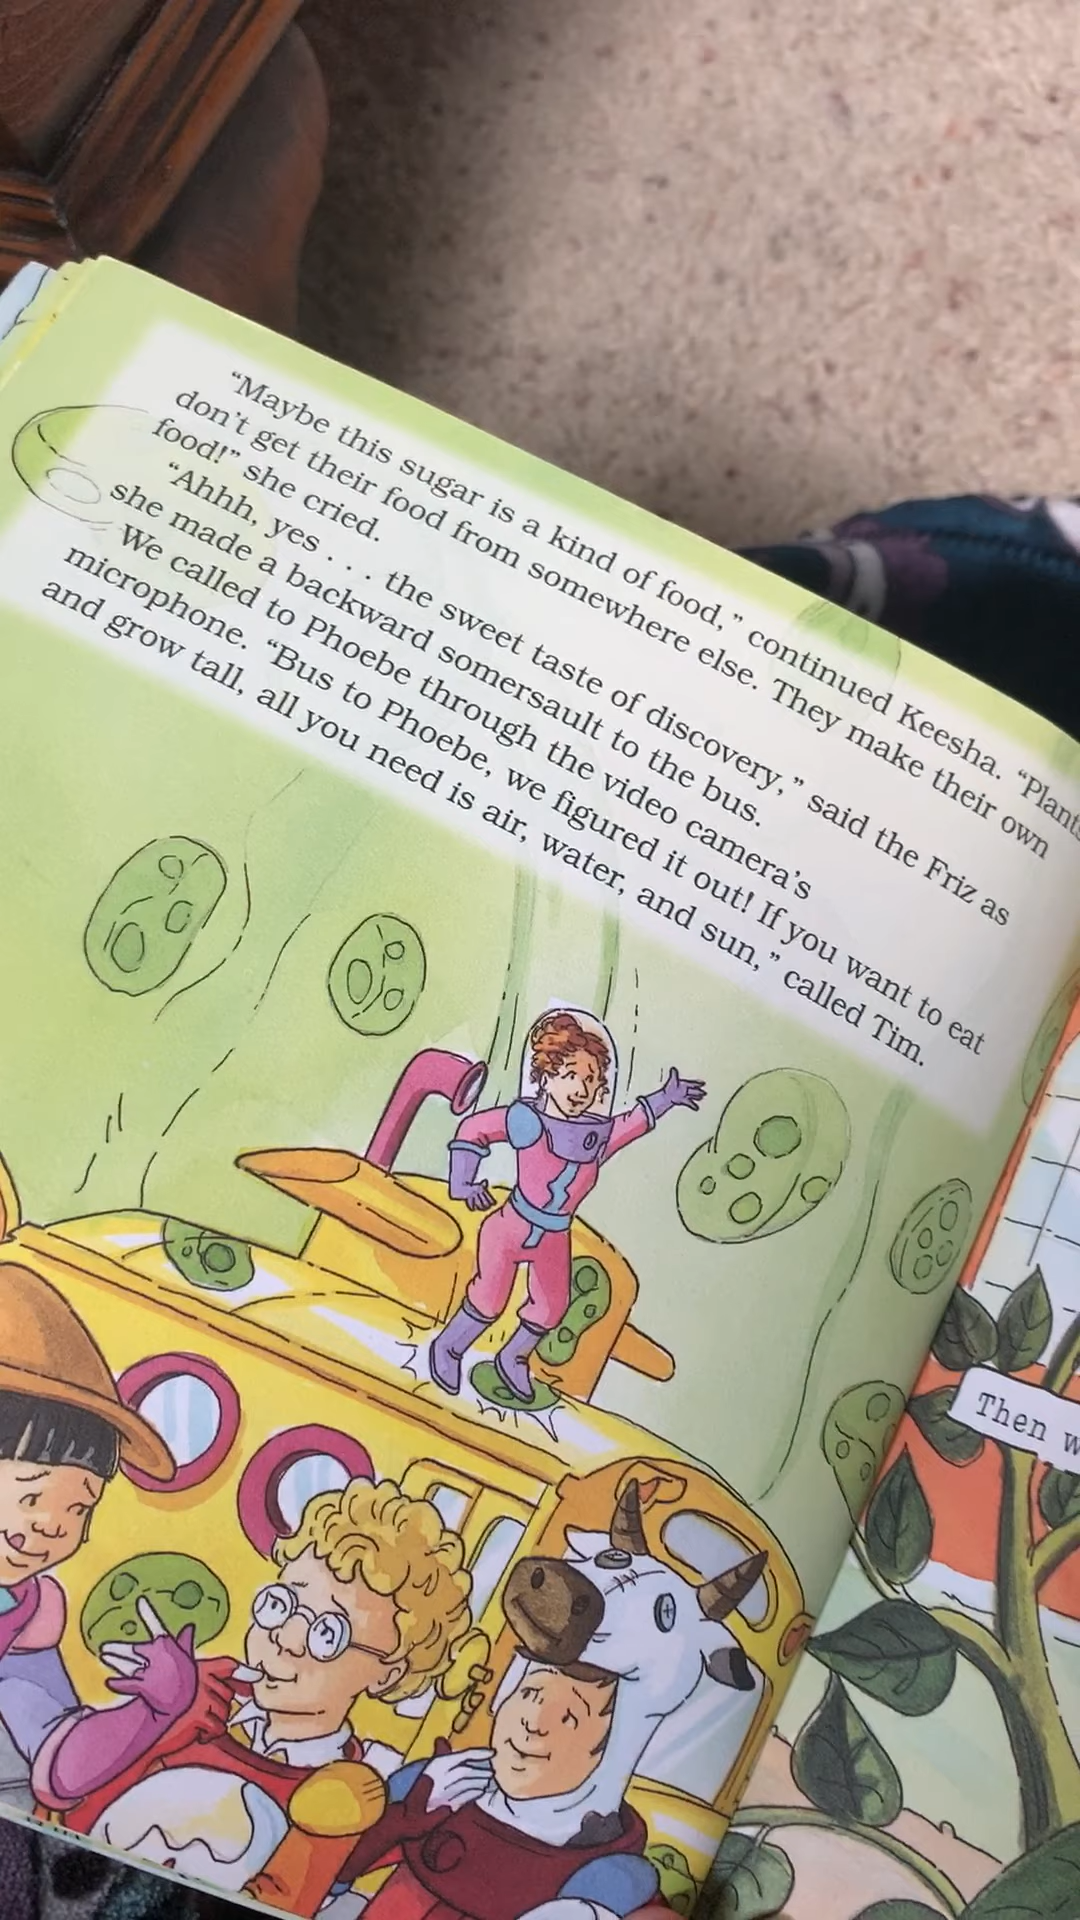 “Maybe this sugar is a kind of food,” continued Keesha. “Plants
don’t get their food from somewhere else. They make their own
food!” she cried.
“Ahhh, yes . . . the sweet taste of discovery,” said the Friz as
she made a backward somersault to the bus.
We called to Phoebe through the video camera’s
microphone. “Bus to Phoebe, we figured it out! If you want to eat
and grow tall, all you need is air, water, and sun,” called Tim.
Then